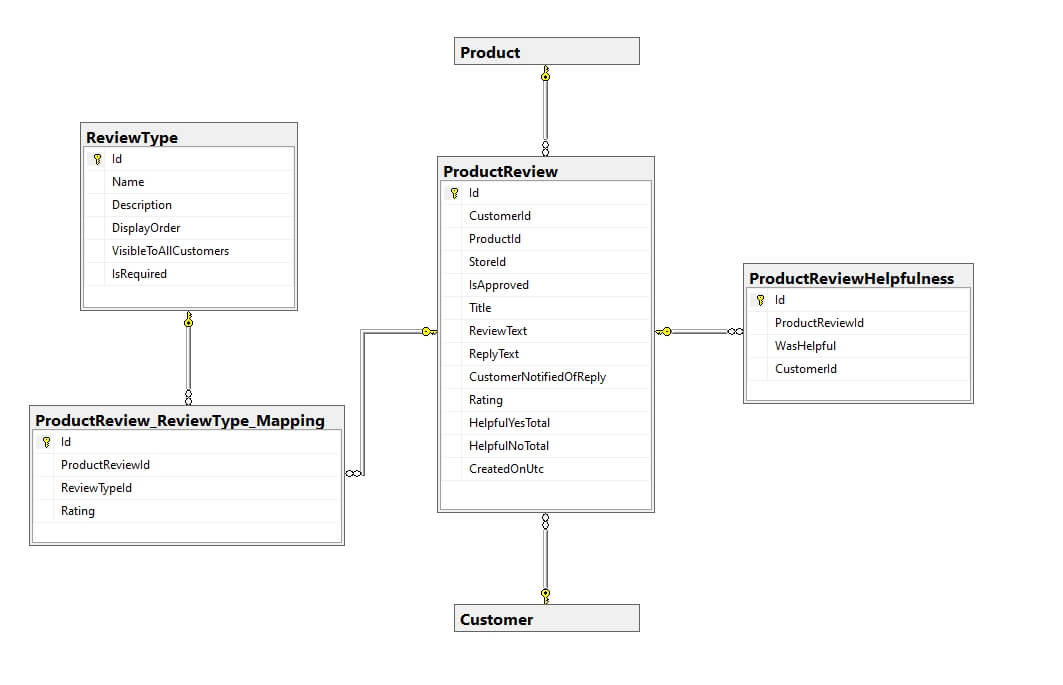 Product
ReviewType
Id
Name
Description
DisplayOrder
VisibleToAllCustomers
IsRequired
ProductReview
Id
CustomerId
ProductId
StoreId
IsApproved
Title
ReviewText
ReplyText
CustomerNotifiedOfReply
Rating
HelpfulYesTotal
HelpfulNoTotal
CreatedOnUtc
ProductReviewHelpfulness
Id
ProductReviewId
WasHelpful
CustomerId
ProductReview_ReviewType_Mapping
Id
ProductReviewId
ReviewTypeId
Rating
Customer